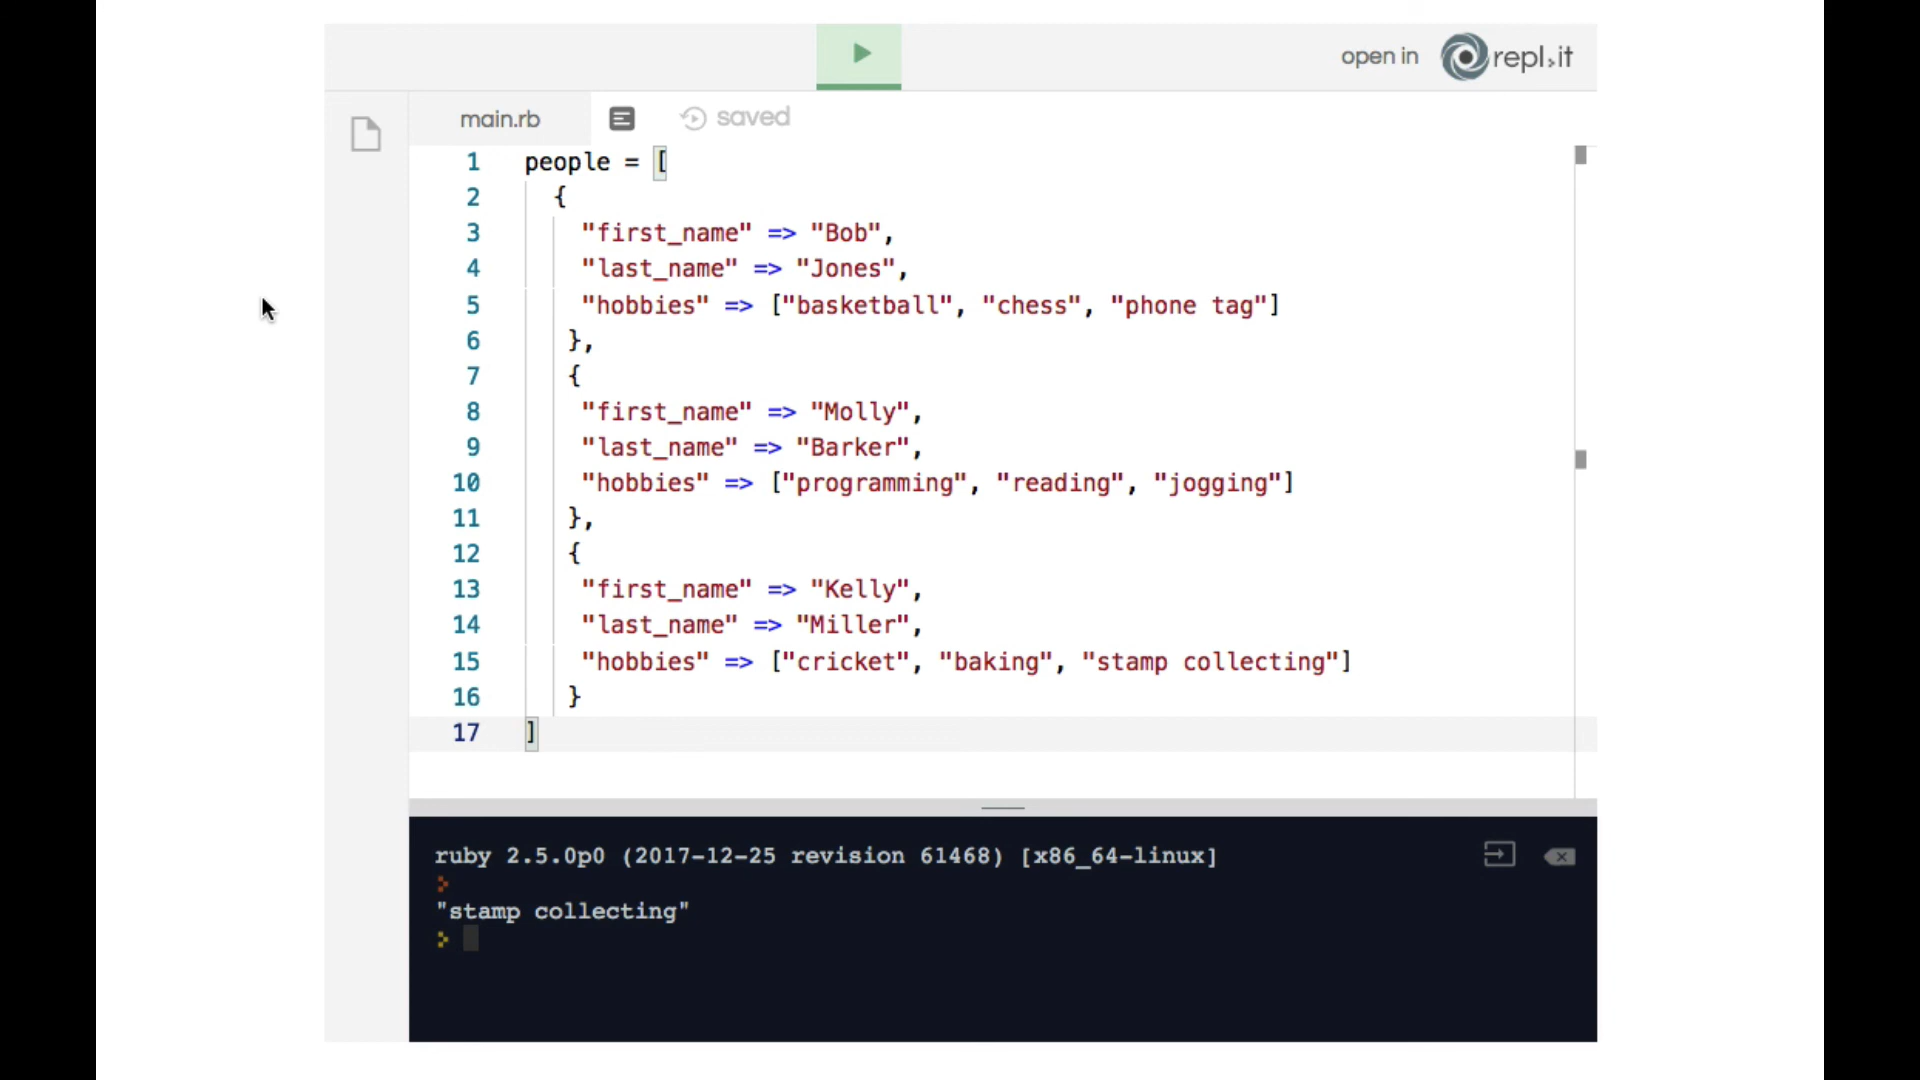 open in repl.it
main.rb saved
1 people = [
2 {
3 "first_name" => "Bob",
4 "last_name" => "Jones",
5 "hobbies" => ["basketball", "chess", "phone tag"]
6 },
7 {
8 "first_name" => "Molly",
9 "last_name" => "Barker",
10 "hobbies" => ["programming", "reading", "jogging"]
11 },
12 {
13 "first_name" => "Kelly",
14 "last_name" => "Miller",
15 "hobbies" => ["cricket", "baking", "stamp collecting"]
16 }
17 ]
ruby 2.5.0p0 (2017-12-25 revision 61468) [x86_64-linux]
>
"stamp collecting"
>